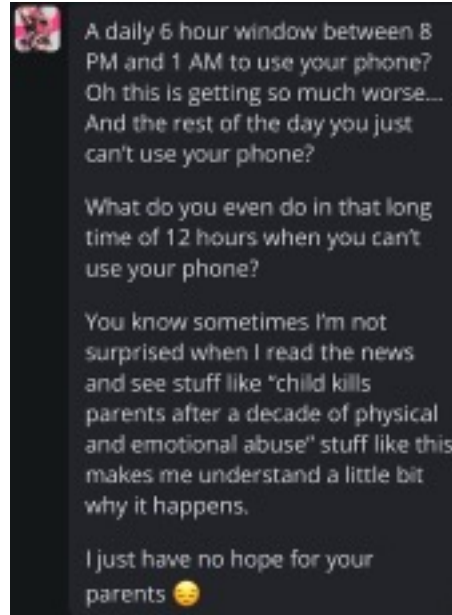 A daily 6 hour window between 8
PM and 1 AM to use your phone?
Oh this is getting so much worse...
And the rest of the day you just
can't use your phone?
What do you even do in that long
time of 12 hours when you can't
use your phone?
You know sometimes I'm not
surprised when I read the news
and see stuff like "child kills
parents after a decade of physical
and emotional abuse" stuff like this
makes me understand a little bit
why it happens.
I just have no hope for your
parents 😔